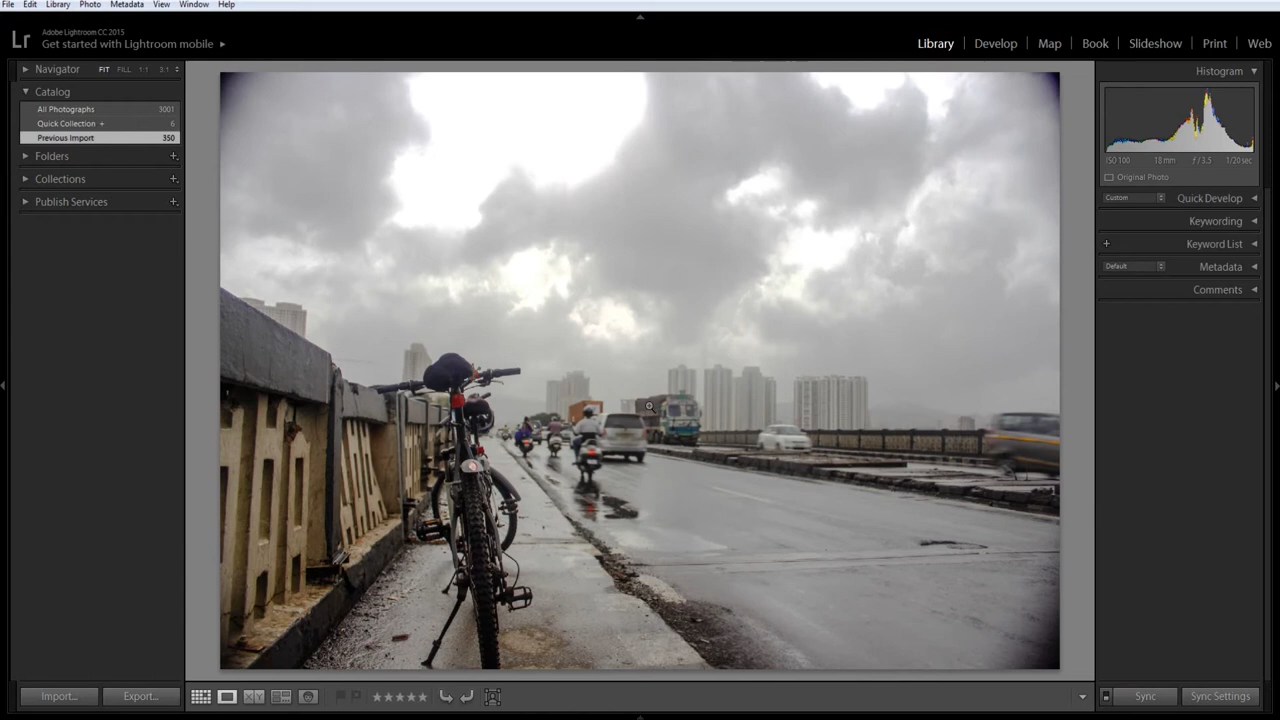 File Edit Library Photo Metadata View Window Help
Lr
Adobe Lightroom CC 2015
Get started with Lightroom mobile
Library Develop Map Book Slideshow Print Web
Navigator FIT FILL 1:1 3:1
Catalog
All Photographs 3001
Quick Collection + 6
Previous Import 350
Folders
Collections
Publish Services
Import... Export...
Histogram
ISO 100 18 mm ƒ / 3.5 1/20 sec
Original Photo
Custom Quick Develop
Keywording
Keyword List
Default Metadata
Comments
XY
Sync Sync Settings